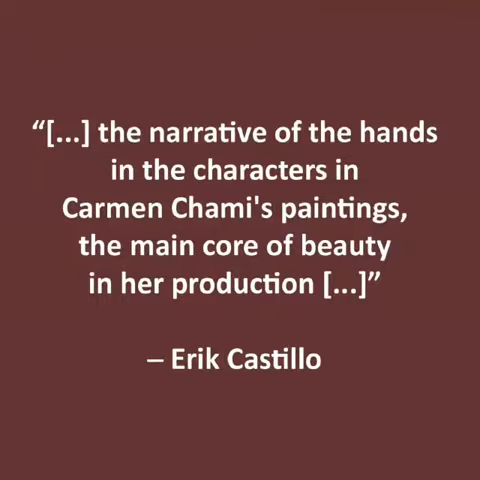 “[...] the narrative of the hands
in the characters in
Carmen Chami's paintings,
the main core of beauty
in her production [...]”
– Erik Castillo